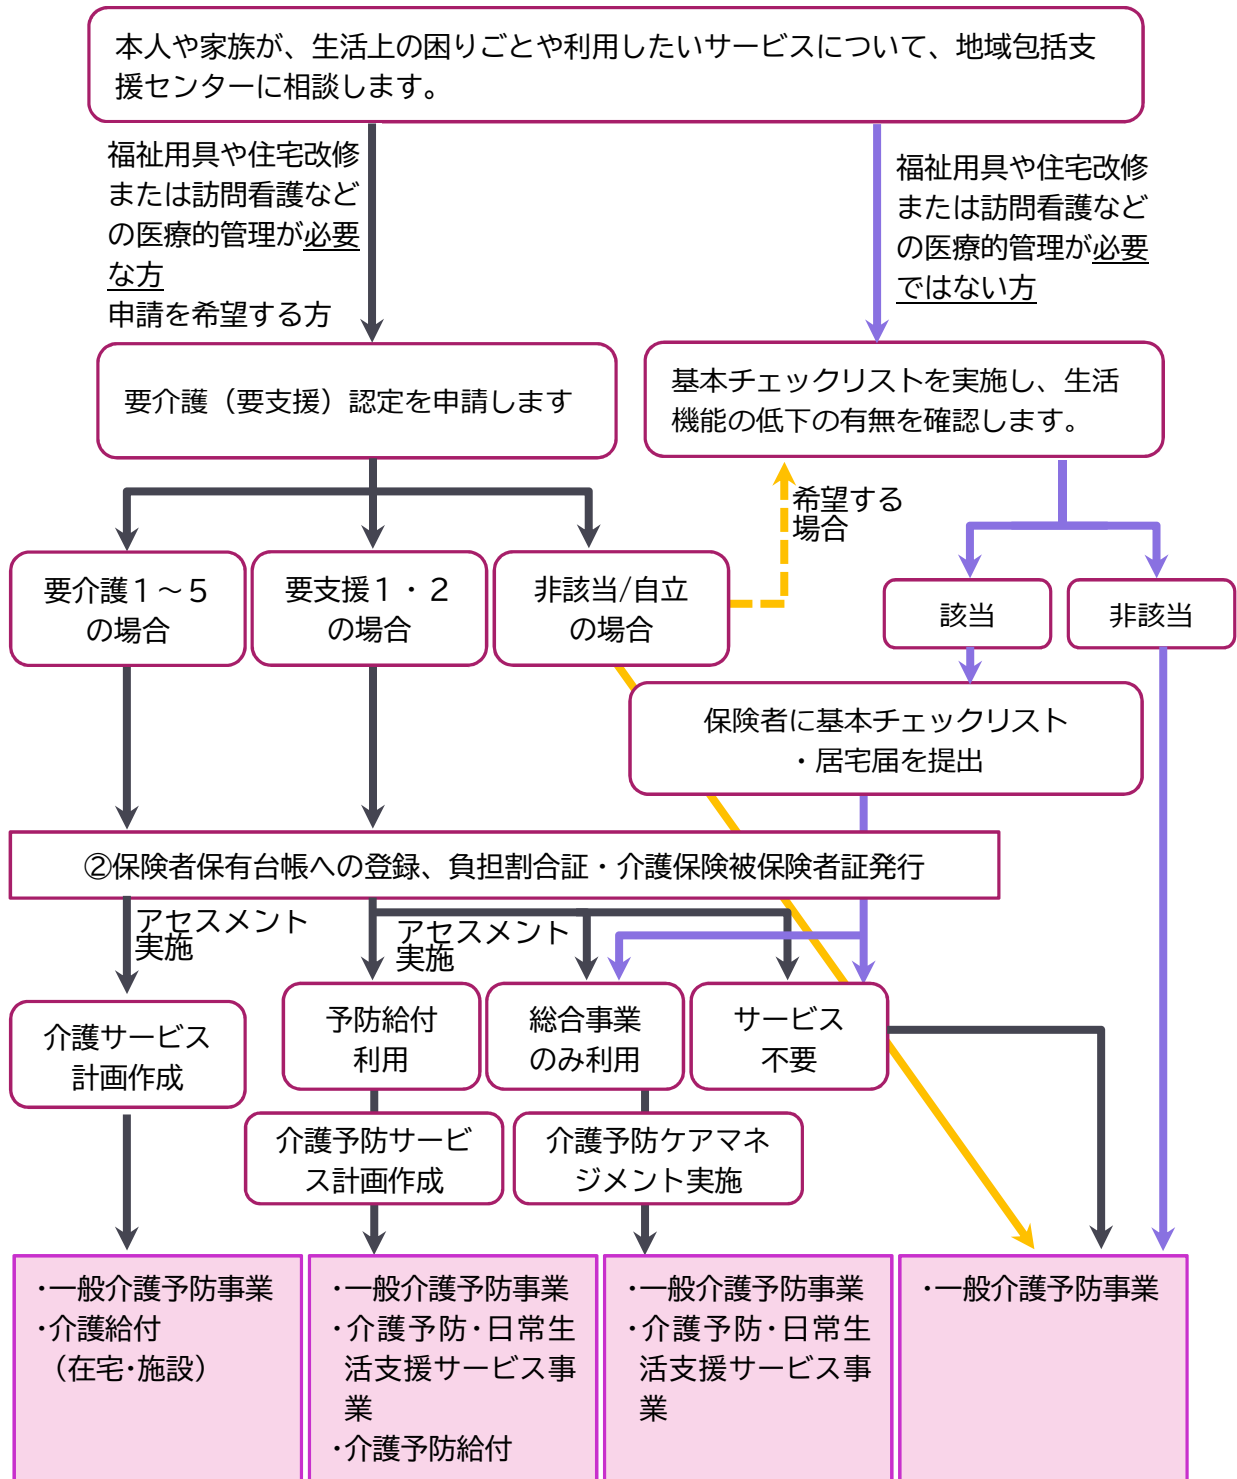 本人や家族が、生活上の困りごとや利用したいサービスについて、地域包括支
援センターに相談します。
福祉用具や住宅改修
または訪問看護など
の医療的管理が必要
な方
申請を希望する方
福祉用具や住宅改修
または訪問看護など
の医療的管理が必要
ではない方
要介護（要支援）認定を申請します
基本チェックリストを実施し、生活
機能の低下の有無を確認します。
希望する
場合
要介護１～５
の場合
要支援１・２
の場合
非該当/自立
の場合
該当
非該当
保険者に基本チェックリスト
・居宅届を提出
②保険者保有台帳への登録、負担割合証・介護保険被保険者証発行
アセスメント
実施
アセスメント
実施
介護サービス
計画作成
予防給付
利用
総合事業
のみ利用
サービス
不要
介護予防サービ
ス計画作成
介護予防ケアマネ
ジメント実施
・一般介護予防事業
・介護給付
（在宅・施設）
・一般介護予防事業
・介護予防・日常生
活支援サービス事
業
・介護予防給付
・一般介護予防事業
・介護予防・日常生
活支援サービス事
業
・一般介護予防事業